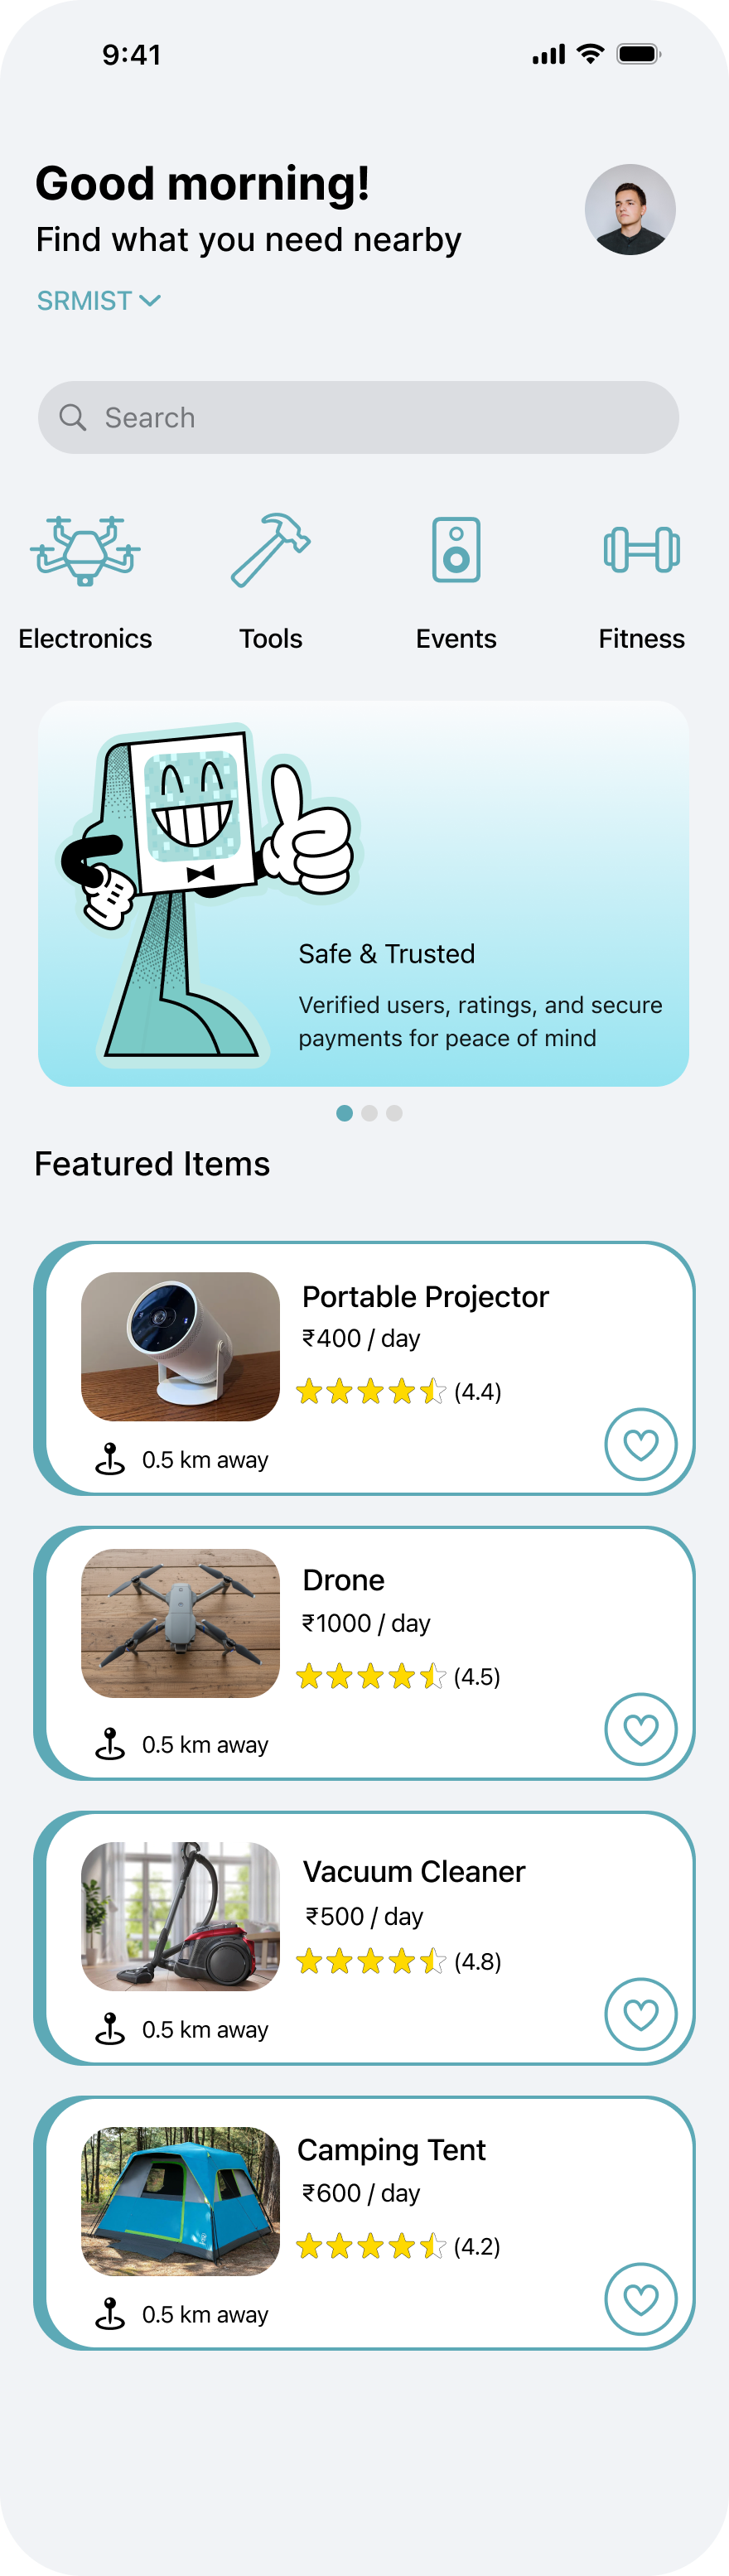 9:41
Good morning!
Find what you need nearby
SRMIST
Search
Electronics
Tools
Events
Fitness
Safe & Trusted
Verified users, ratings, and secure
payments for peace of mind
Featured Items
Portable Projector
₹400 / day
(4.4)
0.5 km away
Drone
₹1000 / day
(4.5)
0.5 km away
Vacuum Cleaner
₹500 / day
(4.8)
0.5 km away
Camping Tent
₹600 / day
(4.2)
0.5 km away